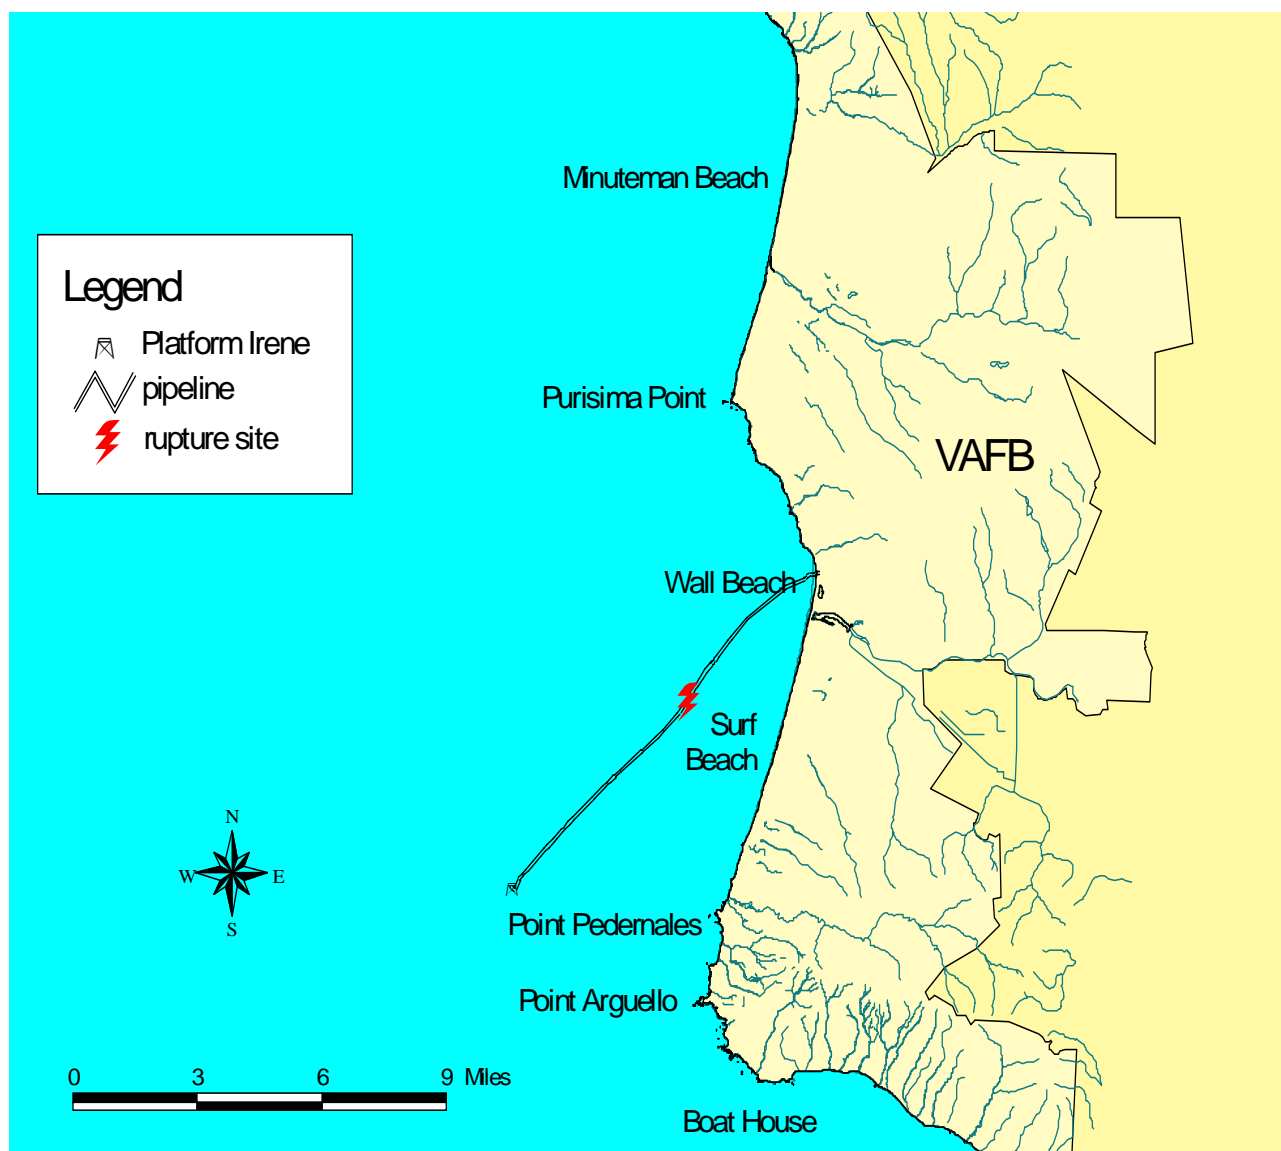 Minuteman Beach
Legend
Platform Irene
pipeline
rupture site
Purisima Point
VAFB
Wall Beach
Surf
Beach
N
W
E
S
Point Pedernales
Point Arguello
0 3 6 9 Miles
Boat House